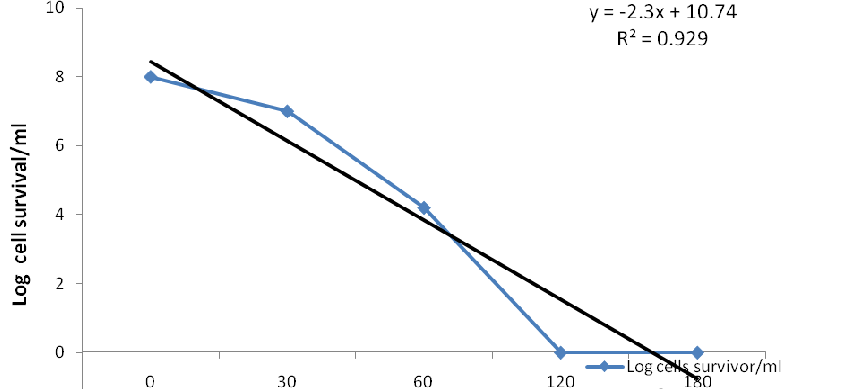 10
y = -2.3x + 10.74
R² = 0.929
8
6
4
2
0
Log cell survival/ml
0 30 60 120 180
Log cells survivor/ml